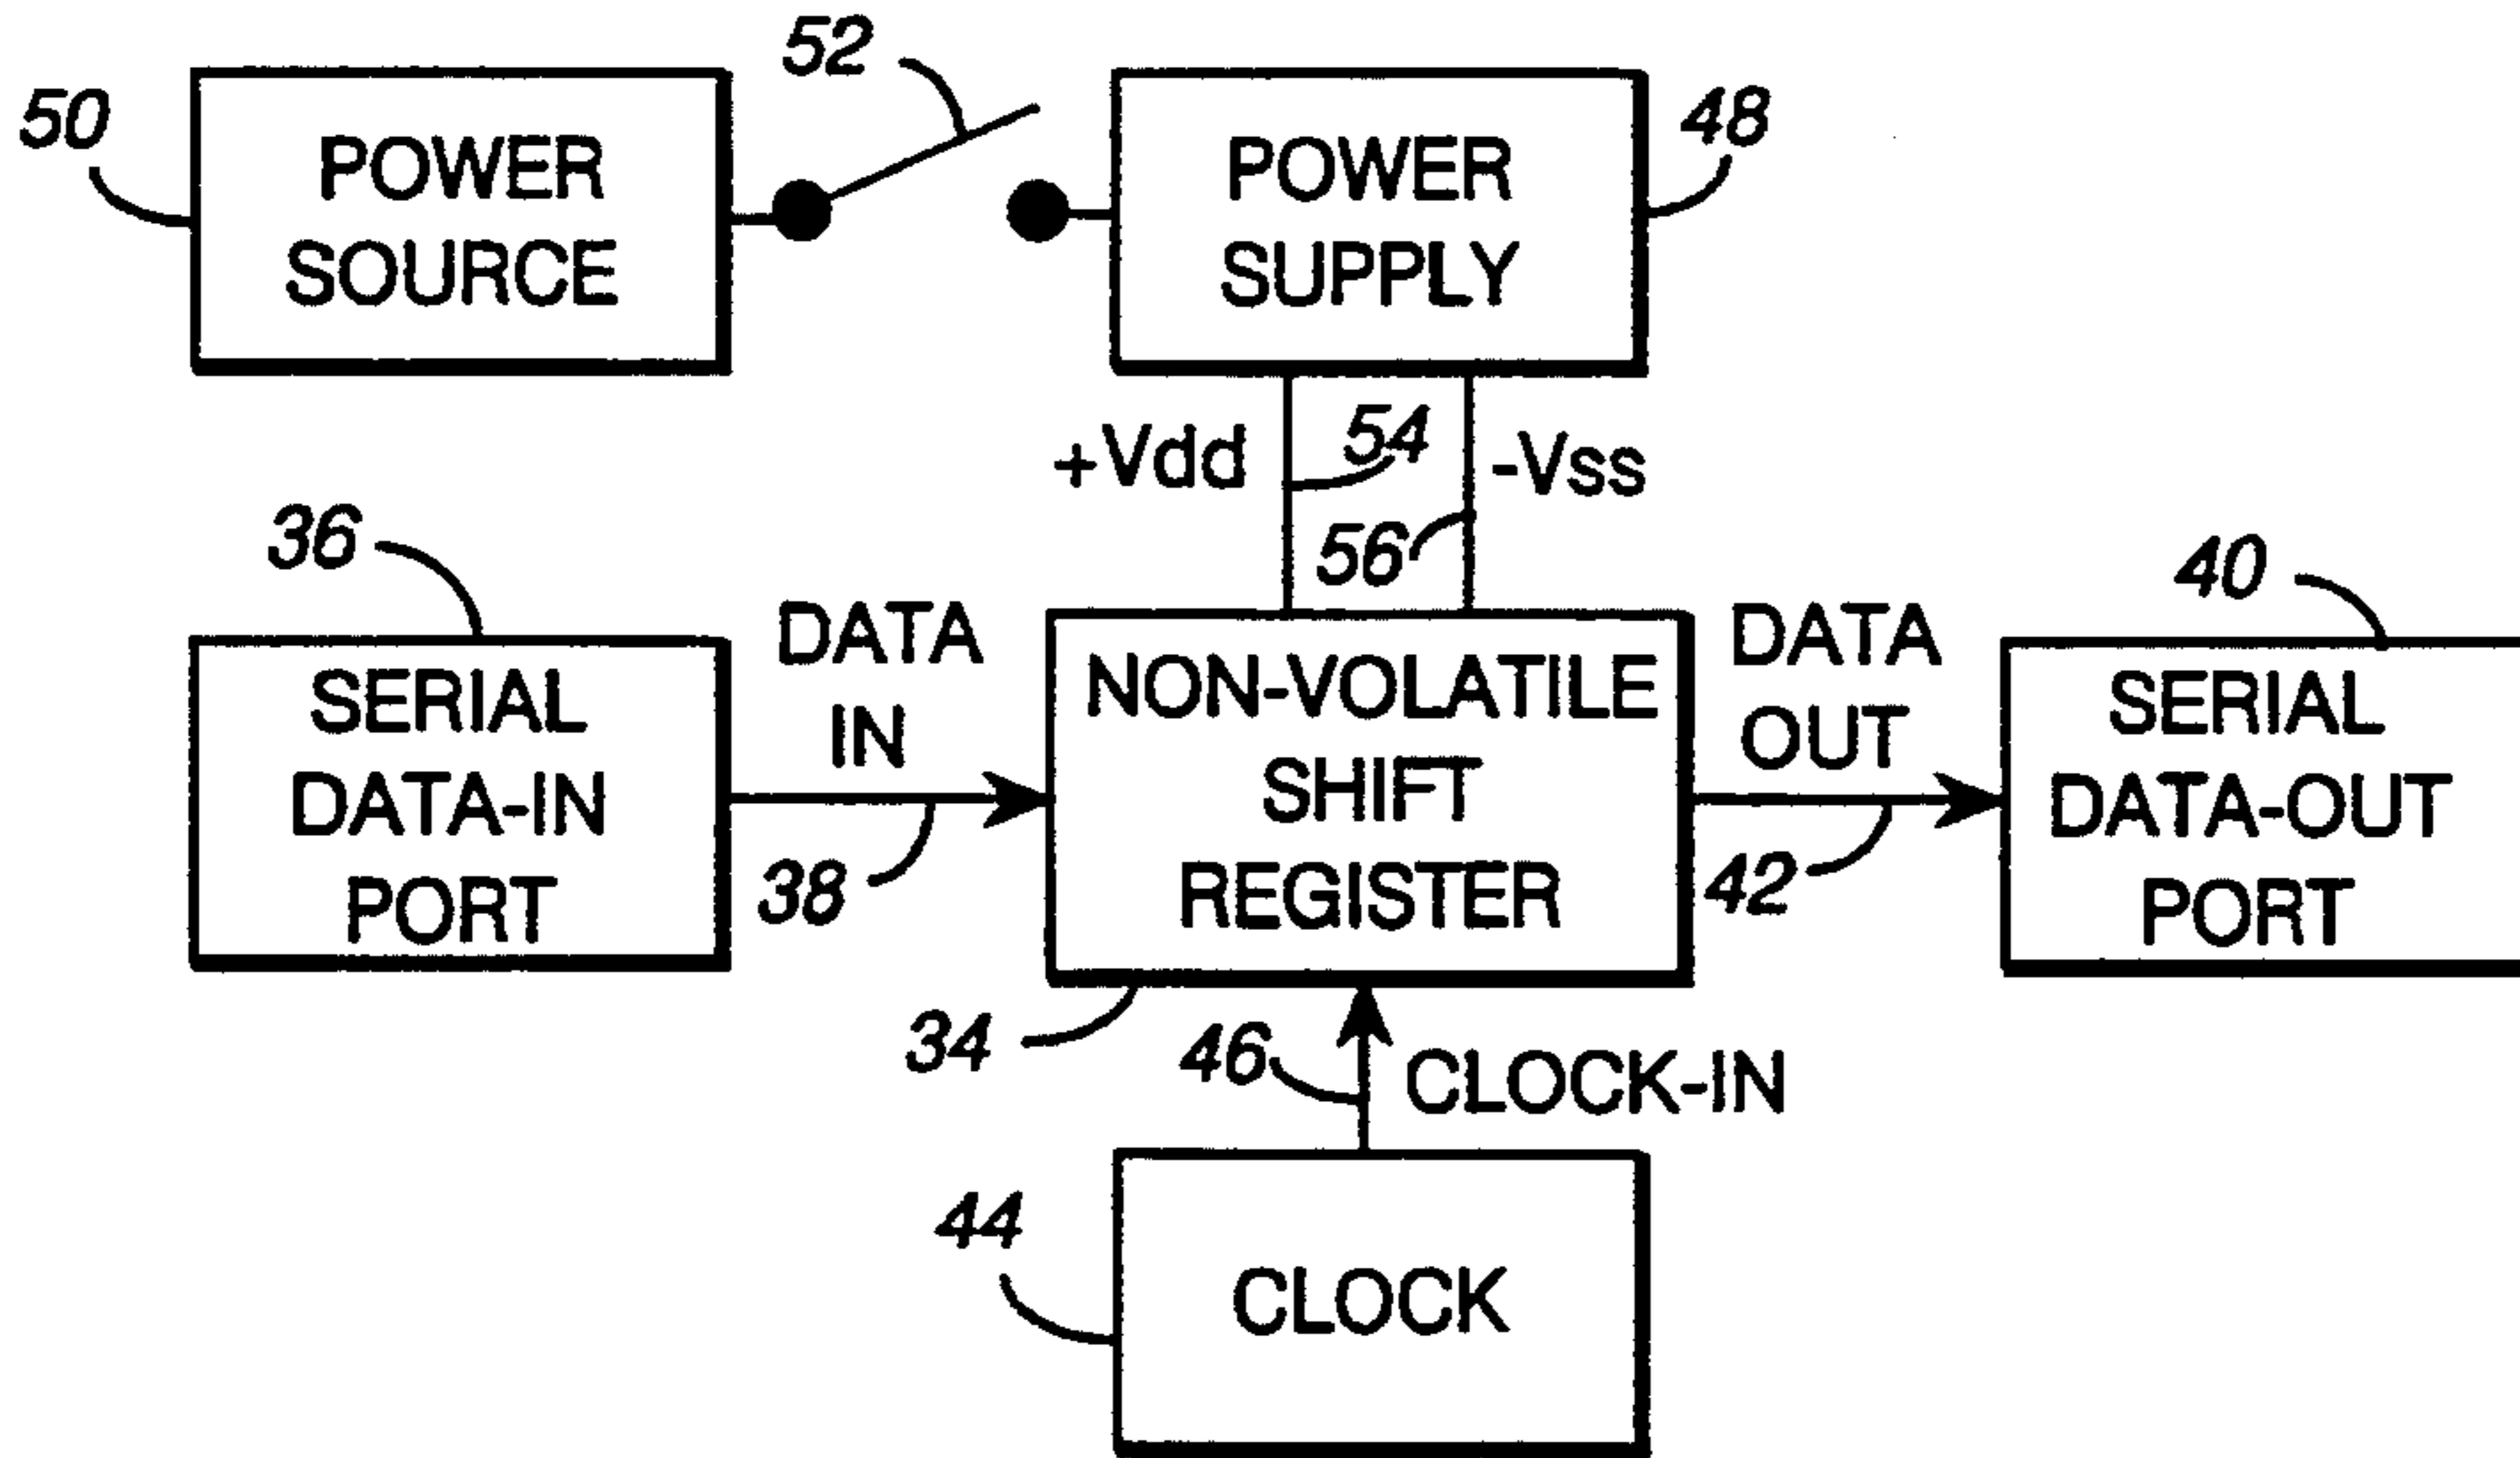 52
50
POWER
SOURCE
POWER
SUPPLY
48
+Vdd
54
-Vss
56
36
SERIAL
DATA-IN
PORT
DATA
IN
38
NON-VOLATILE
SHIFT
REGISTER
34
DATA
OUT
42
40
SERIAL
DATA-OUT
PORT
46
CLOCK-IN
44
CLOCK